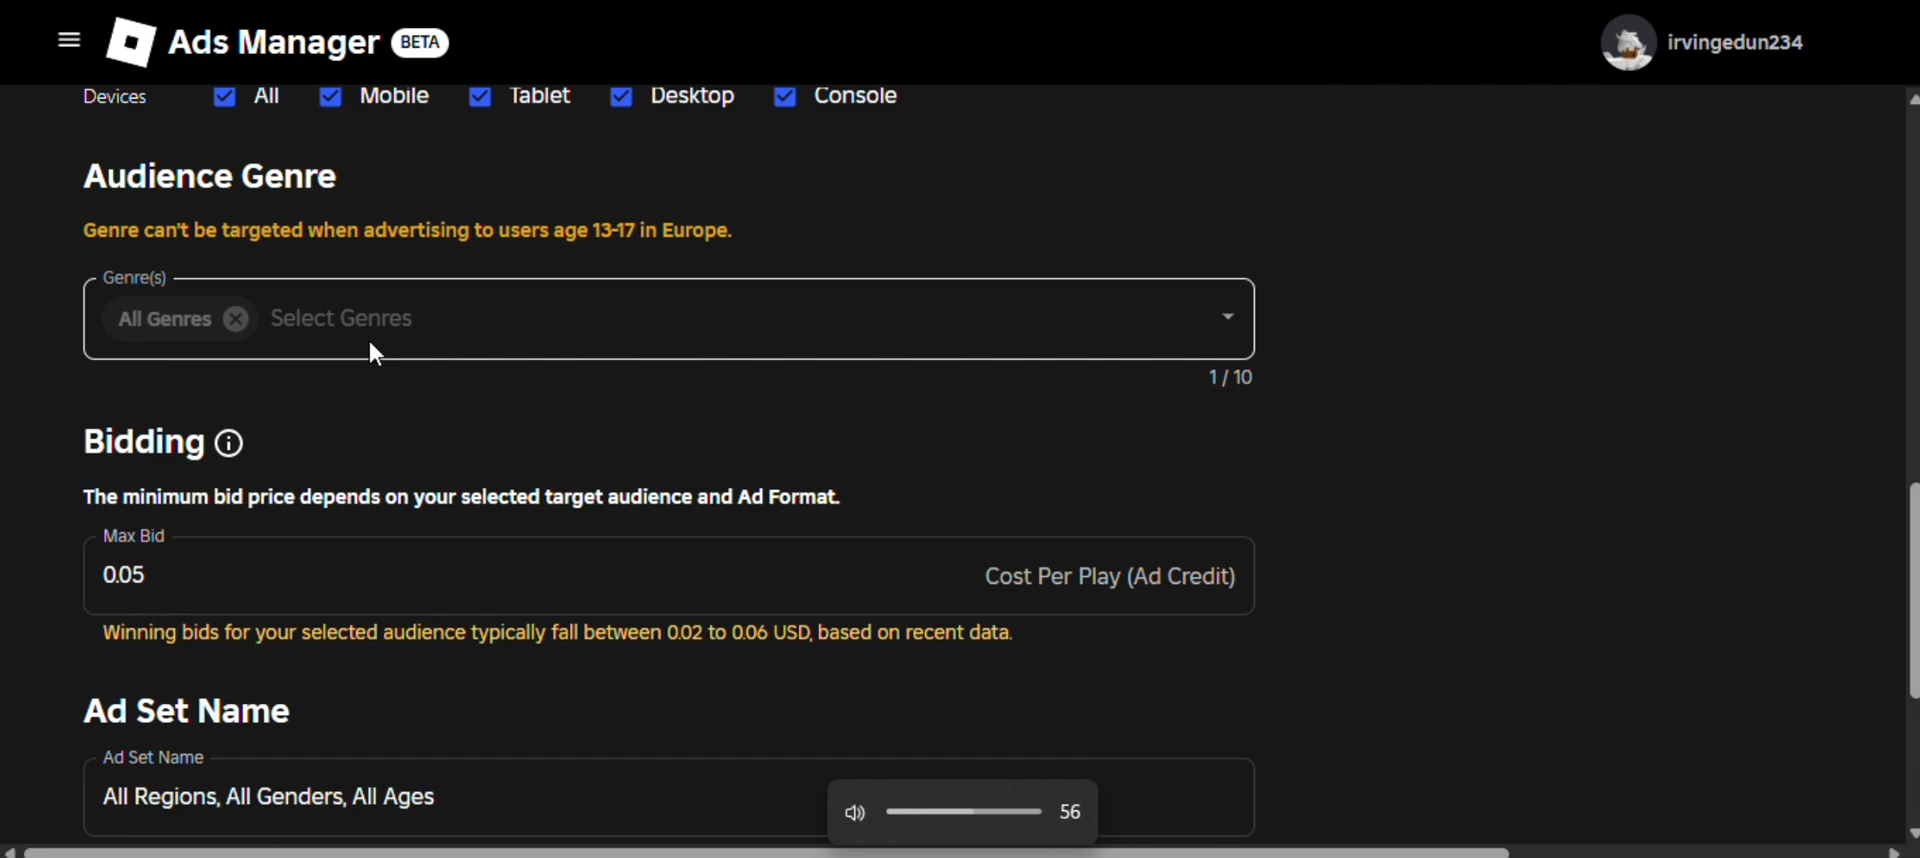 Ads Manager BETA
irvingedun234
Devices All Mobile Tablet Desktop Console
Audience Genre
Genre can't be targeted when advertising to users age 13-17 in Europe.
Genre(s)
All Genres Select Genres
1 / 10
Bidding
The minimum bid price depends on your selected target audience and Ad Format.
Max Bid
0.05 Cost Per Play (Ad Credit)
Winning bids for your selected audience typically fall between 0.02 to 0.06 USD, based on recent data.
Ad Set Name
Ad Set Name
All Regions, All Genders, All Ages
56